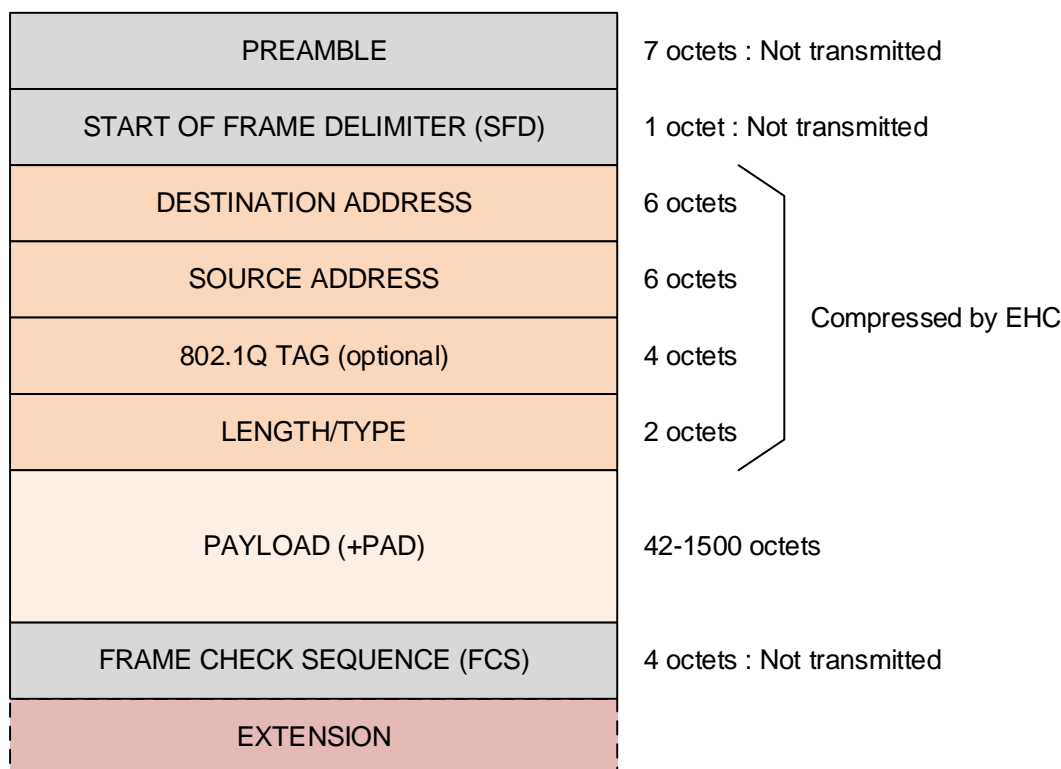 PREAMBLE 7 octets : Not transmitted
START OF FRAME DELIMITER (SFD) 1 octet : Not transmitted
DESTINATION ADDRESS 6 octets
SOURCE ADDRESS 6 octets
Compressed by EHC
802.1Q TAG (optional) 4 octets
LENGTH/TYPE 2 octets
PAYLOAD (+PAD) 42-1500 octets
FRAME CHECK SEQUENCE (FCS) 4 octets : Not transmitted
EXTENSION